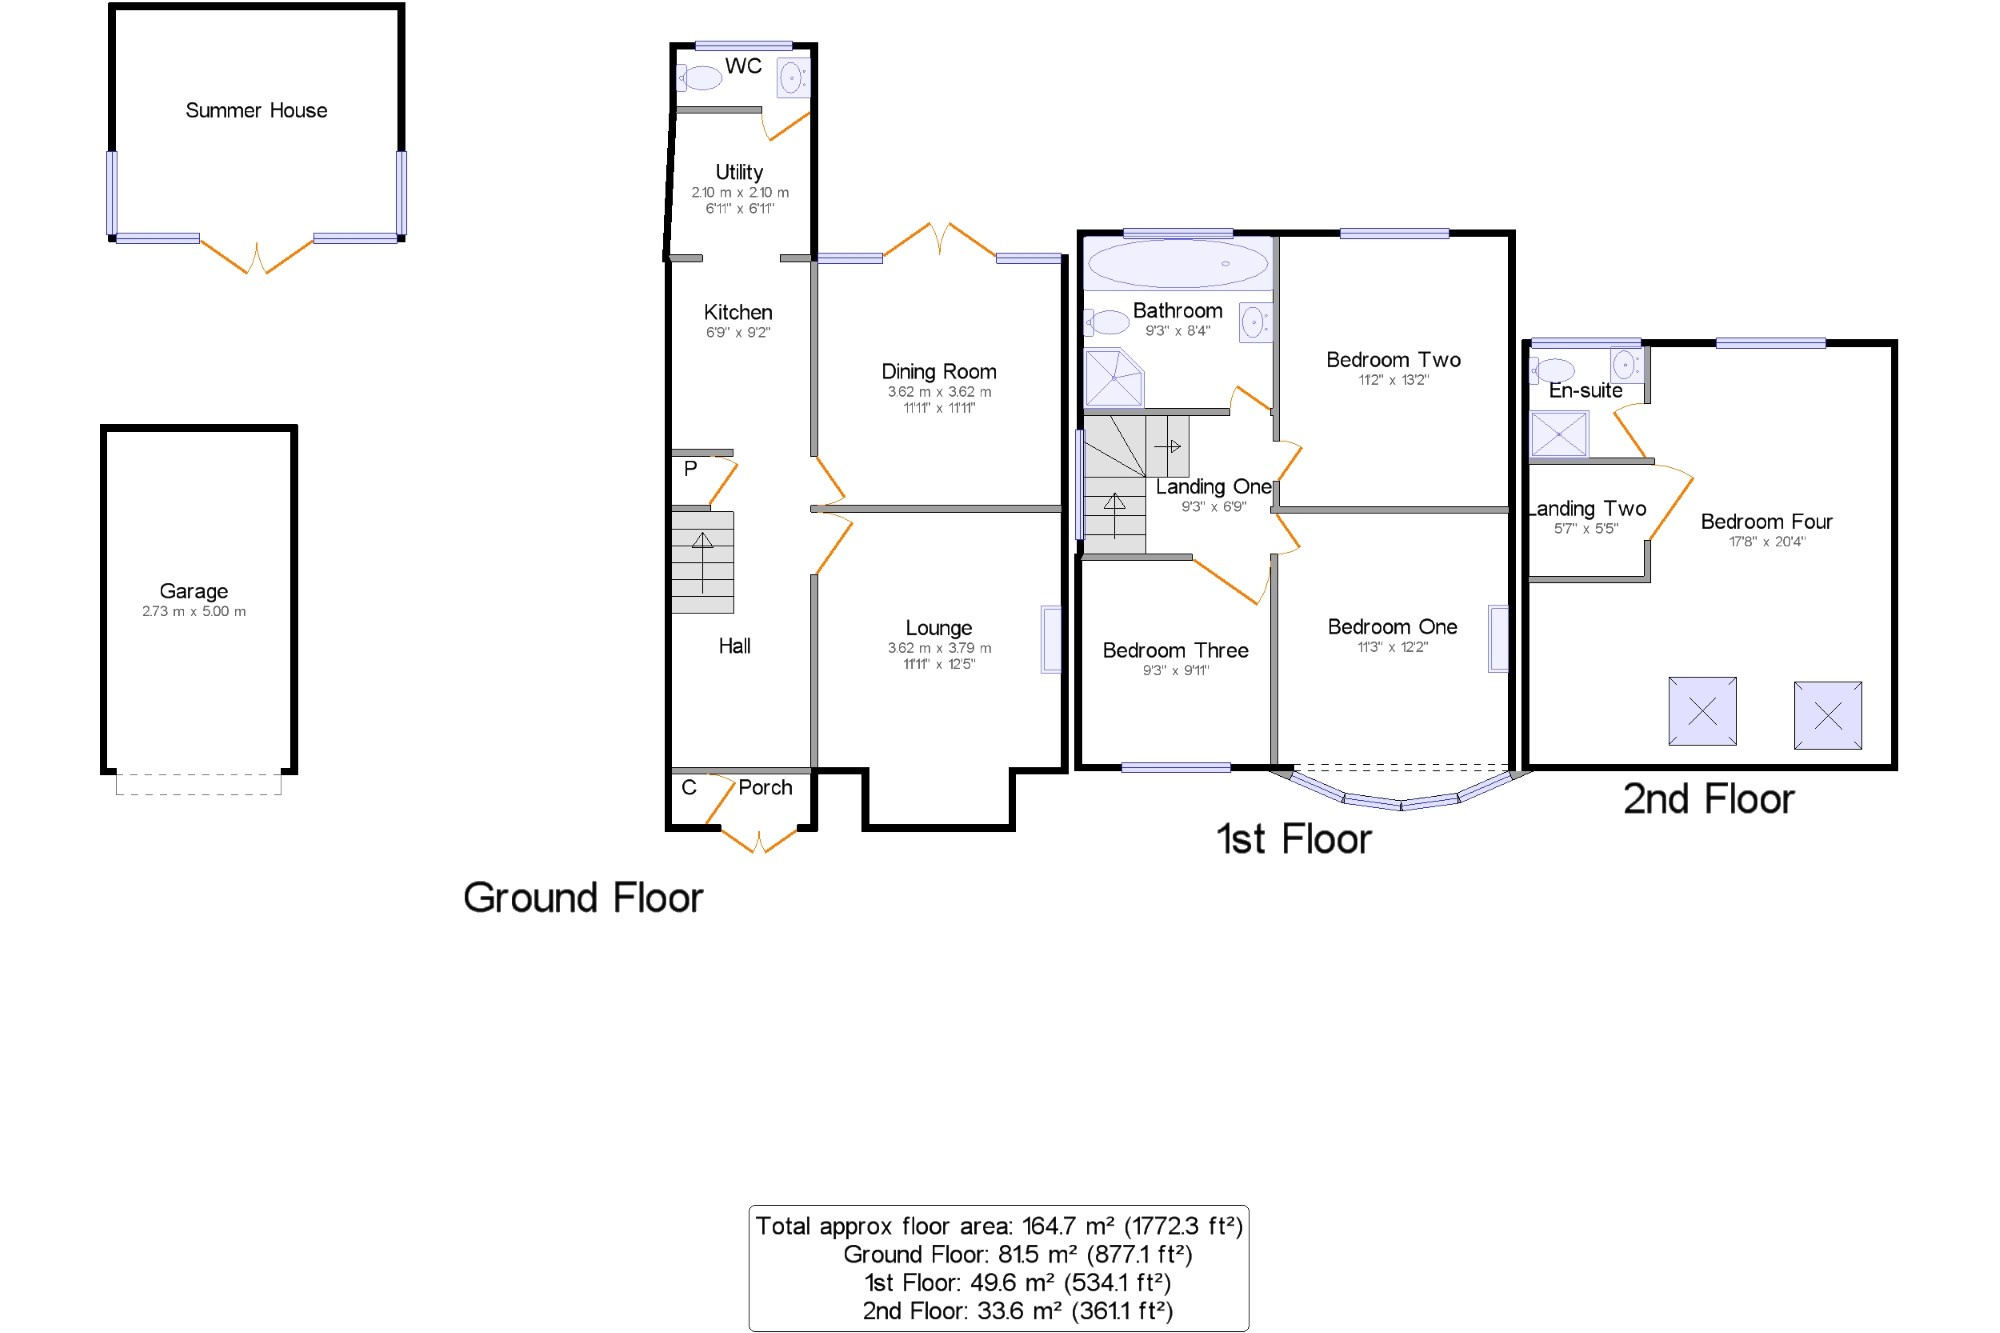 Summer House
Garage
2.73 m x 5.00 m
WC
Utility
2.10 m x 2.10 m
6'11" x 6'11"
Kitchen
6'9" x 9'2"
Dining Room
3.62 m x 3.62 m
11'11" x 11'11"
P
Hall
Lounge
3.62 m x 3.79 m
11'11" x 12'5"
C
Porch
Ground Floor
Bathroom
9'3" x 8'4"
Bedroom Two
11'2" x 13'2"
Landing One
9'3" x 6'9"
Bedroom Three
9'3" x 9'11"
Bedroom One
11'3" x 12'2"
1st Floor
En-suite
Landing Two
5'7" x 5'5"
Bedroom Four
17'8" x 20'4"
2nd Floor
Total approx floor area: 164.7 m² (1772.3 ft²)
Ground Floor: 81.5 m² (877.1 ft²)
1st Floor: 49.6 m² (534.1 ft²)
2nd Floor: 33.6 m² (361.1 ft²)